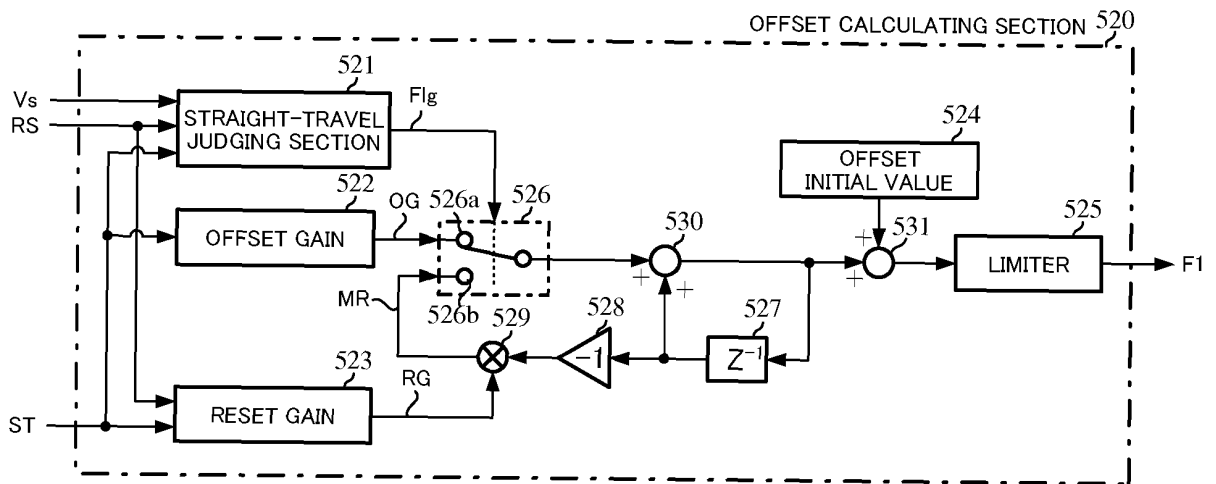 OFFSET CALCULATING SECTION 520
521
Vs
RS
STRAIGHT-TRAVEL
JUDGING SECTION
Flg
524
OFFSET
INITIAL VALUE
522
OFFSET GAIN
OG
526a
526
530
531
525
LIMITER
F1
+
+
+
+
MR
526b
529
528
-1
527
Z⁻¹
523
RESET GAIN
RG
ST